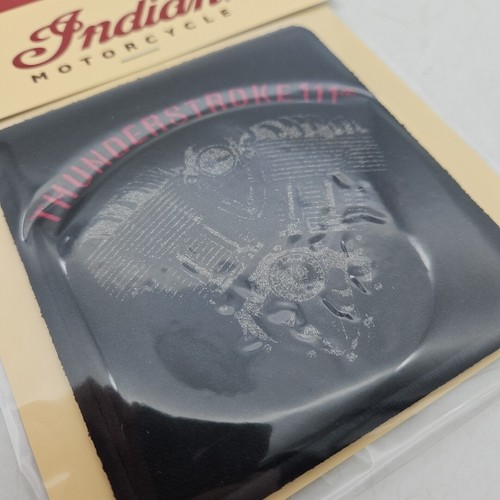 Indian
MOTORCYCLE
THUNDERSTROKE 111